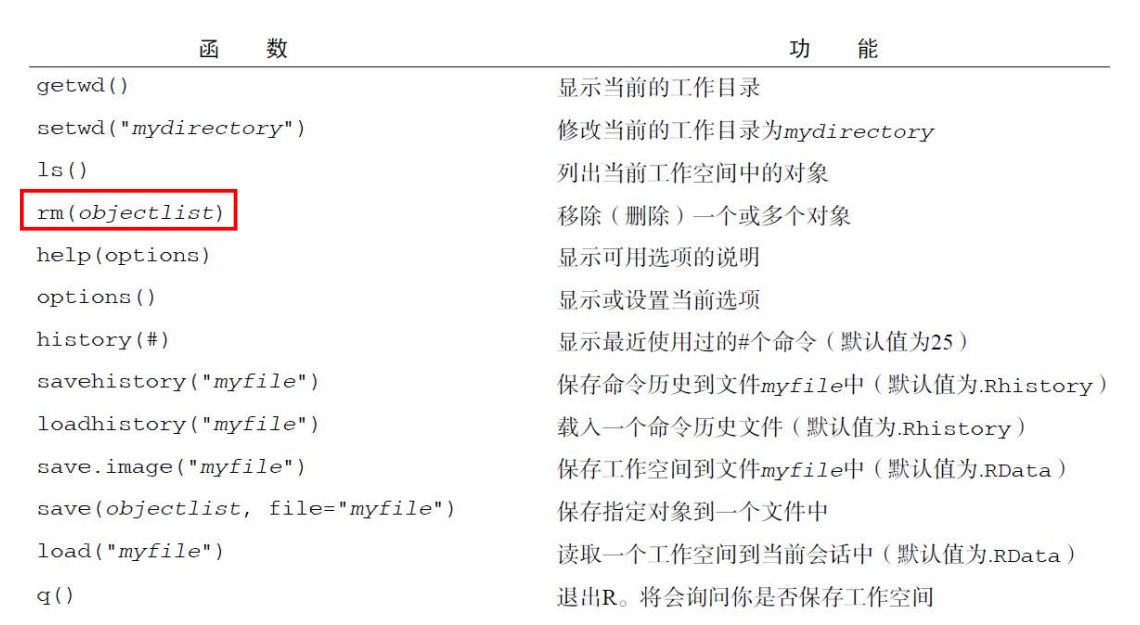 函 数 功 能
getwd() 显示当前的工作目录
setwd("mydirectory") 修改当前的工作目录为mydirectory
ls() 列出当前工作空间中的对象
rm(objectlist) 移除（删除）一个或多个对象
help(options) 显示可用选项的说明
options() 显示或设置当前选项
history(#) 显示最近使用过的#个命令（默认值为25）
savehistory("myfile") 保存命令历史到文件myfile中（默认值为.Rhistory）
loadhistory("myfile") 载入一个命令历史文件（默认值为.Rhistory）
save.image("myfile") 保存工作空间到文件myfile中（默认值为.RData）
save(objectlist, file="myfile") 保存指定对象到一个文件中
load("myfile") 读取一个工作空间到当前会话中（默认值为.RData）
q() 退出R。将会询问你是否保存工作空间